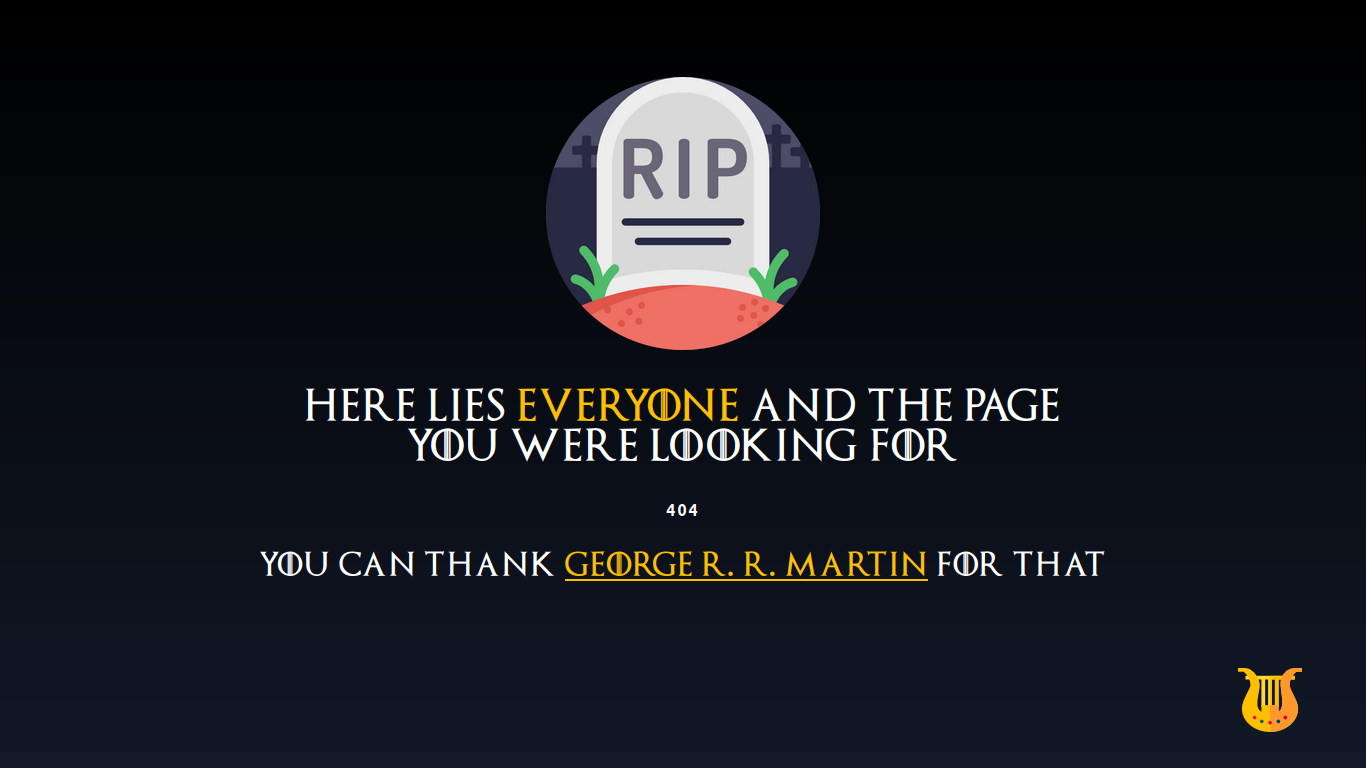 RIP
HERE LIES EVERYONE AND THE PAGE
YOU WERE LOOKING FOR
404
YOU CAN THANK GEORGE R. R. MARTIN FOR THAT